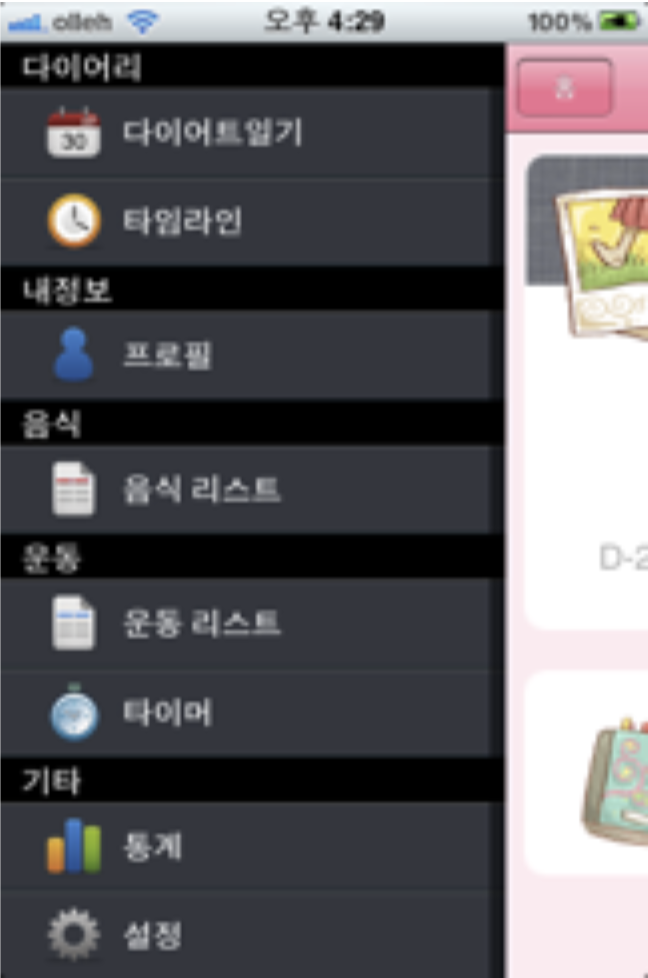 olleh 오후 4:29 100%
다이어리
30 다이어트일기
타임라인
내정보
프로필
음식
음식 리스트
운동
D-2
운동 리스트
타이머
기타
통계
설정